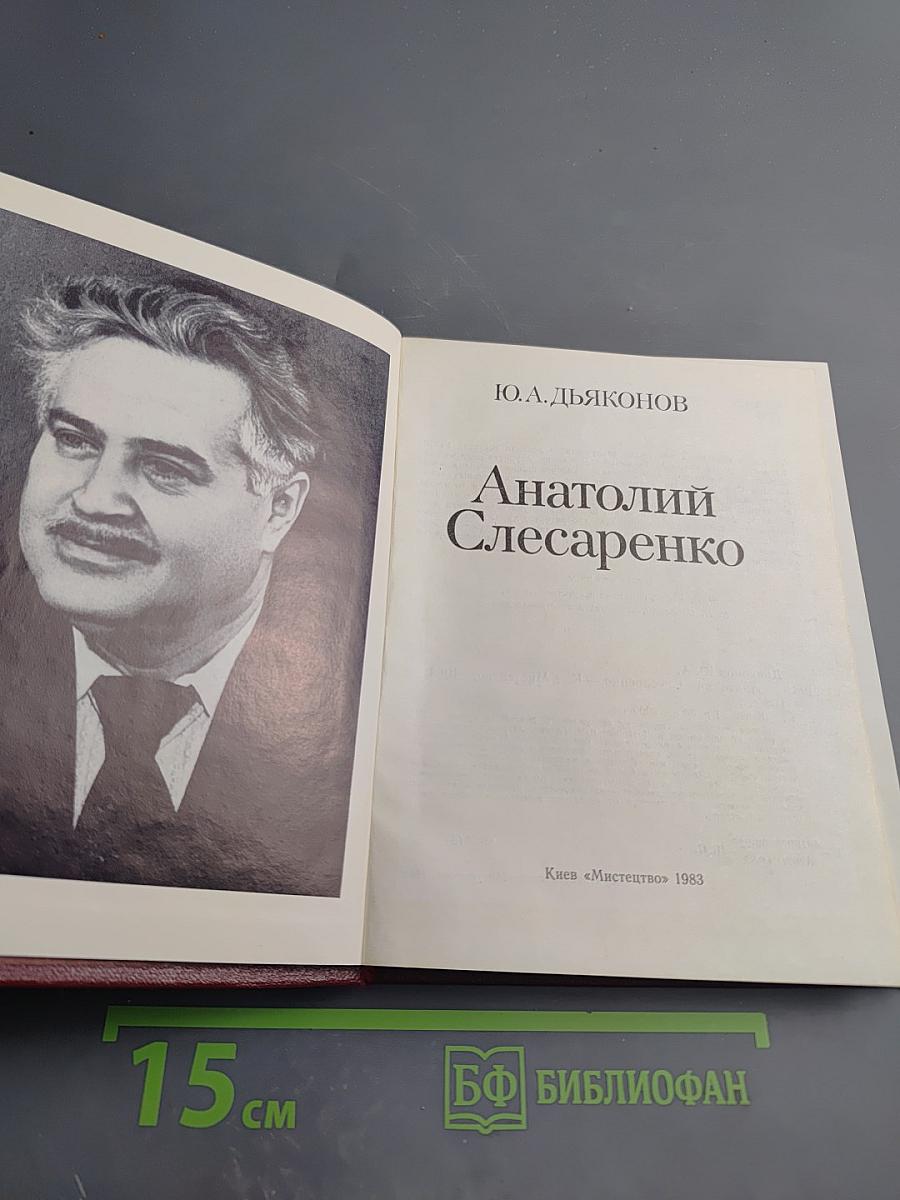 Ю. А. ДЬЯКОНОВ
Анатолий
Слесаренко
Киев «Мистецтво» 1983
15 см
БФ БИБЛИОФАН